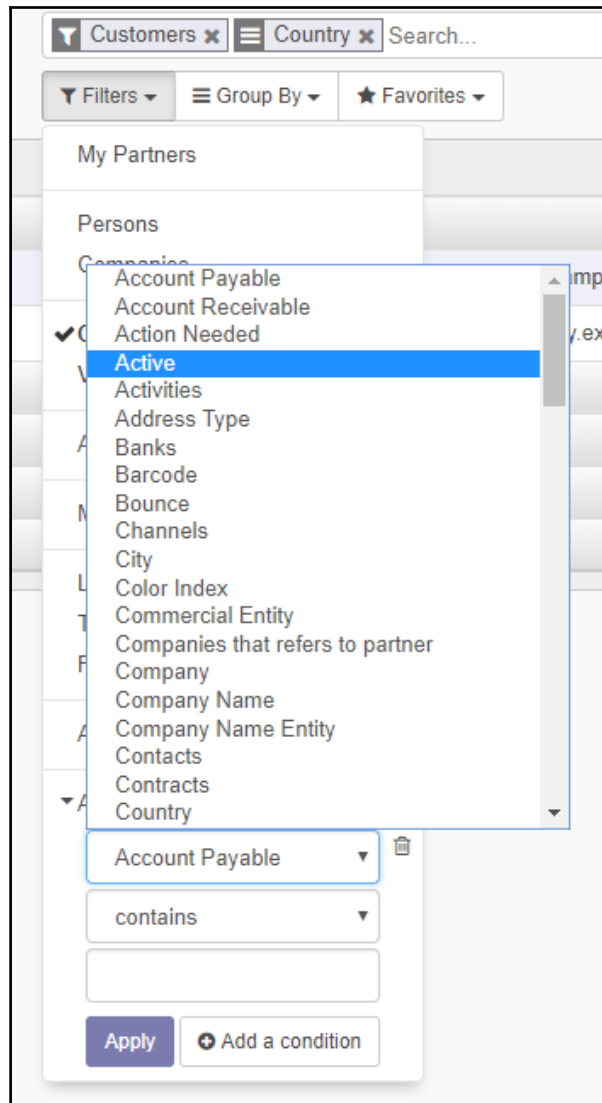 Customers x Country x Search...
Filters Group By Favorites
My Partners
Persons
Companies
Account Payable
Account Receivable
Action Needed
Active
Activities
Address Type
Banks
Barcode
Bounce
Channels
City
Color Index
Commercial Entity
Companies that refers to partner
Company
Company Name
Company Name Entity
Contacts
Contracts
Country
Account Payable
contains
Apply Add a condition